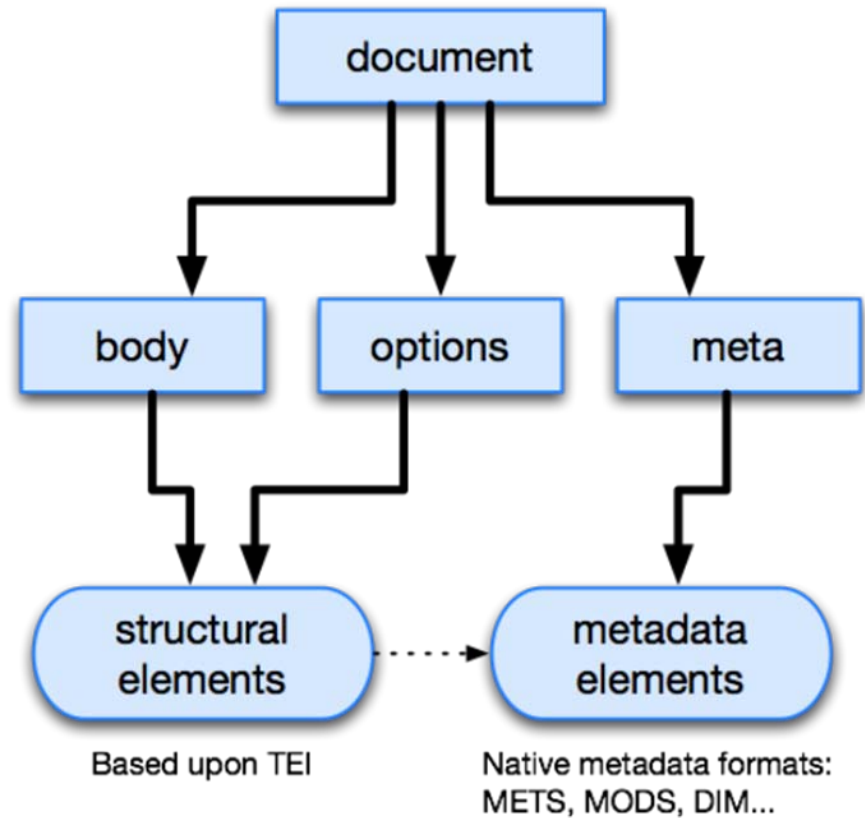 document
body
options
meta
structural
elements
metadata
elements
Based upon TEI
Native metadata formats:
METS, MODS, DIM...